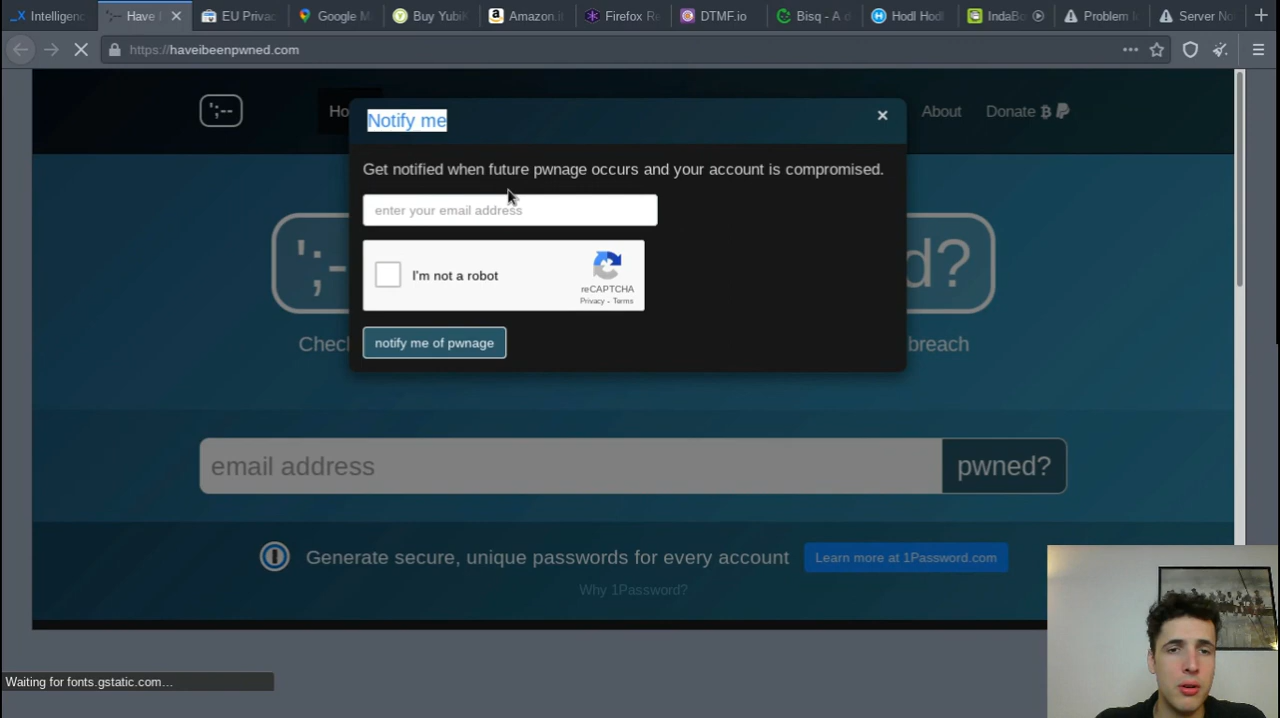 Intelligenc
Have I
EU Privac
Google M
Buy YubiK
Amazon.i
Firefox Re
DTMF.io
Bisq - A d
Hodl Hodl
IndaBo
Problem l
Server No
https://haveibeenpwned.com
';--
Ho
About
Donate
Notify me
×
Get notified when future pwnage occurs and your account is compromised.
enter your email address
I'm not a robot
reCAPTCHA
Privacy - Terms
notify me of pwnage
';-
d?
Chec
breach
email address
pwned?
Generate secure, unique passwords for every account
Learn more at 1Password.com
Why 1Password?
Waiting for fonts.gstatic.com...